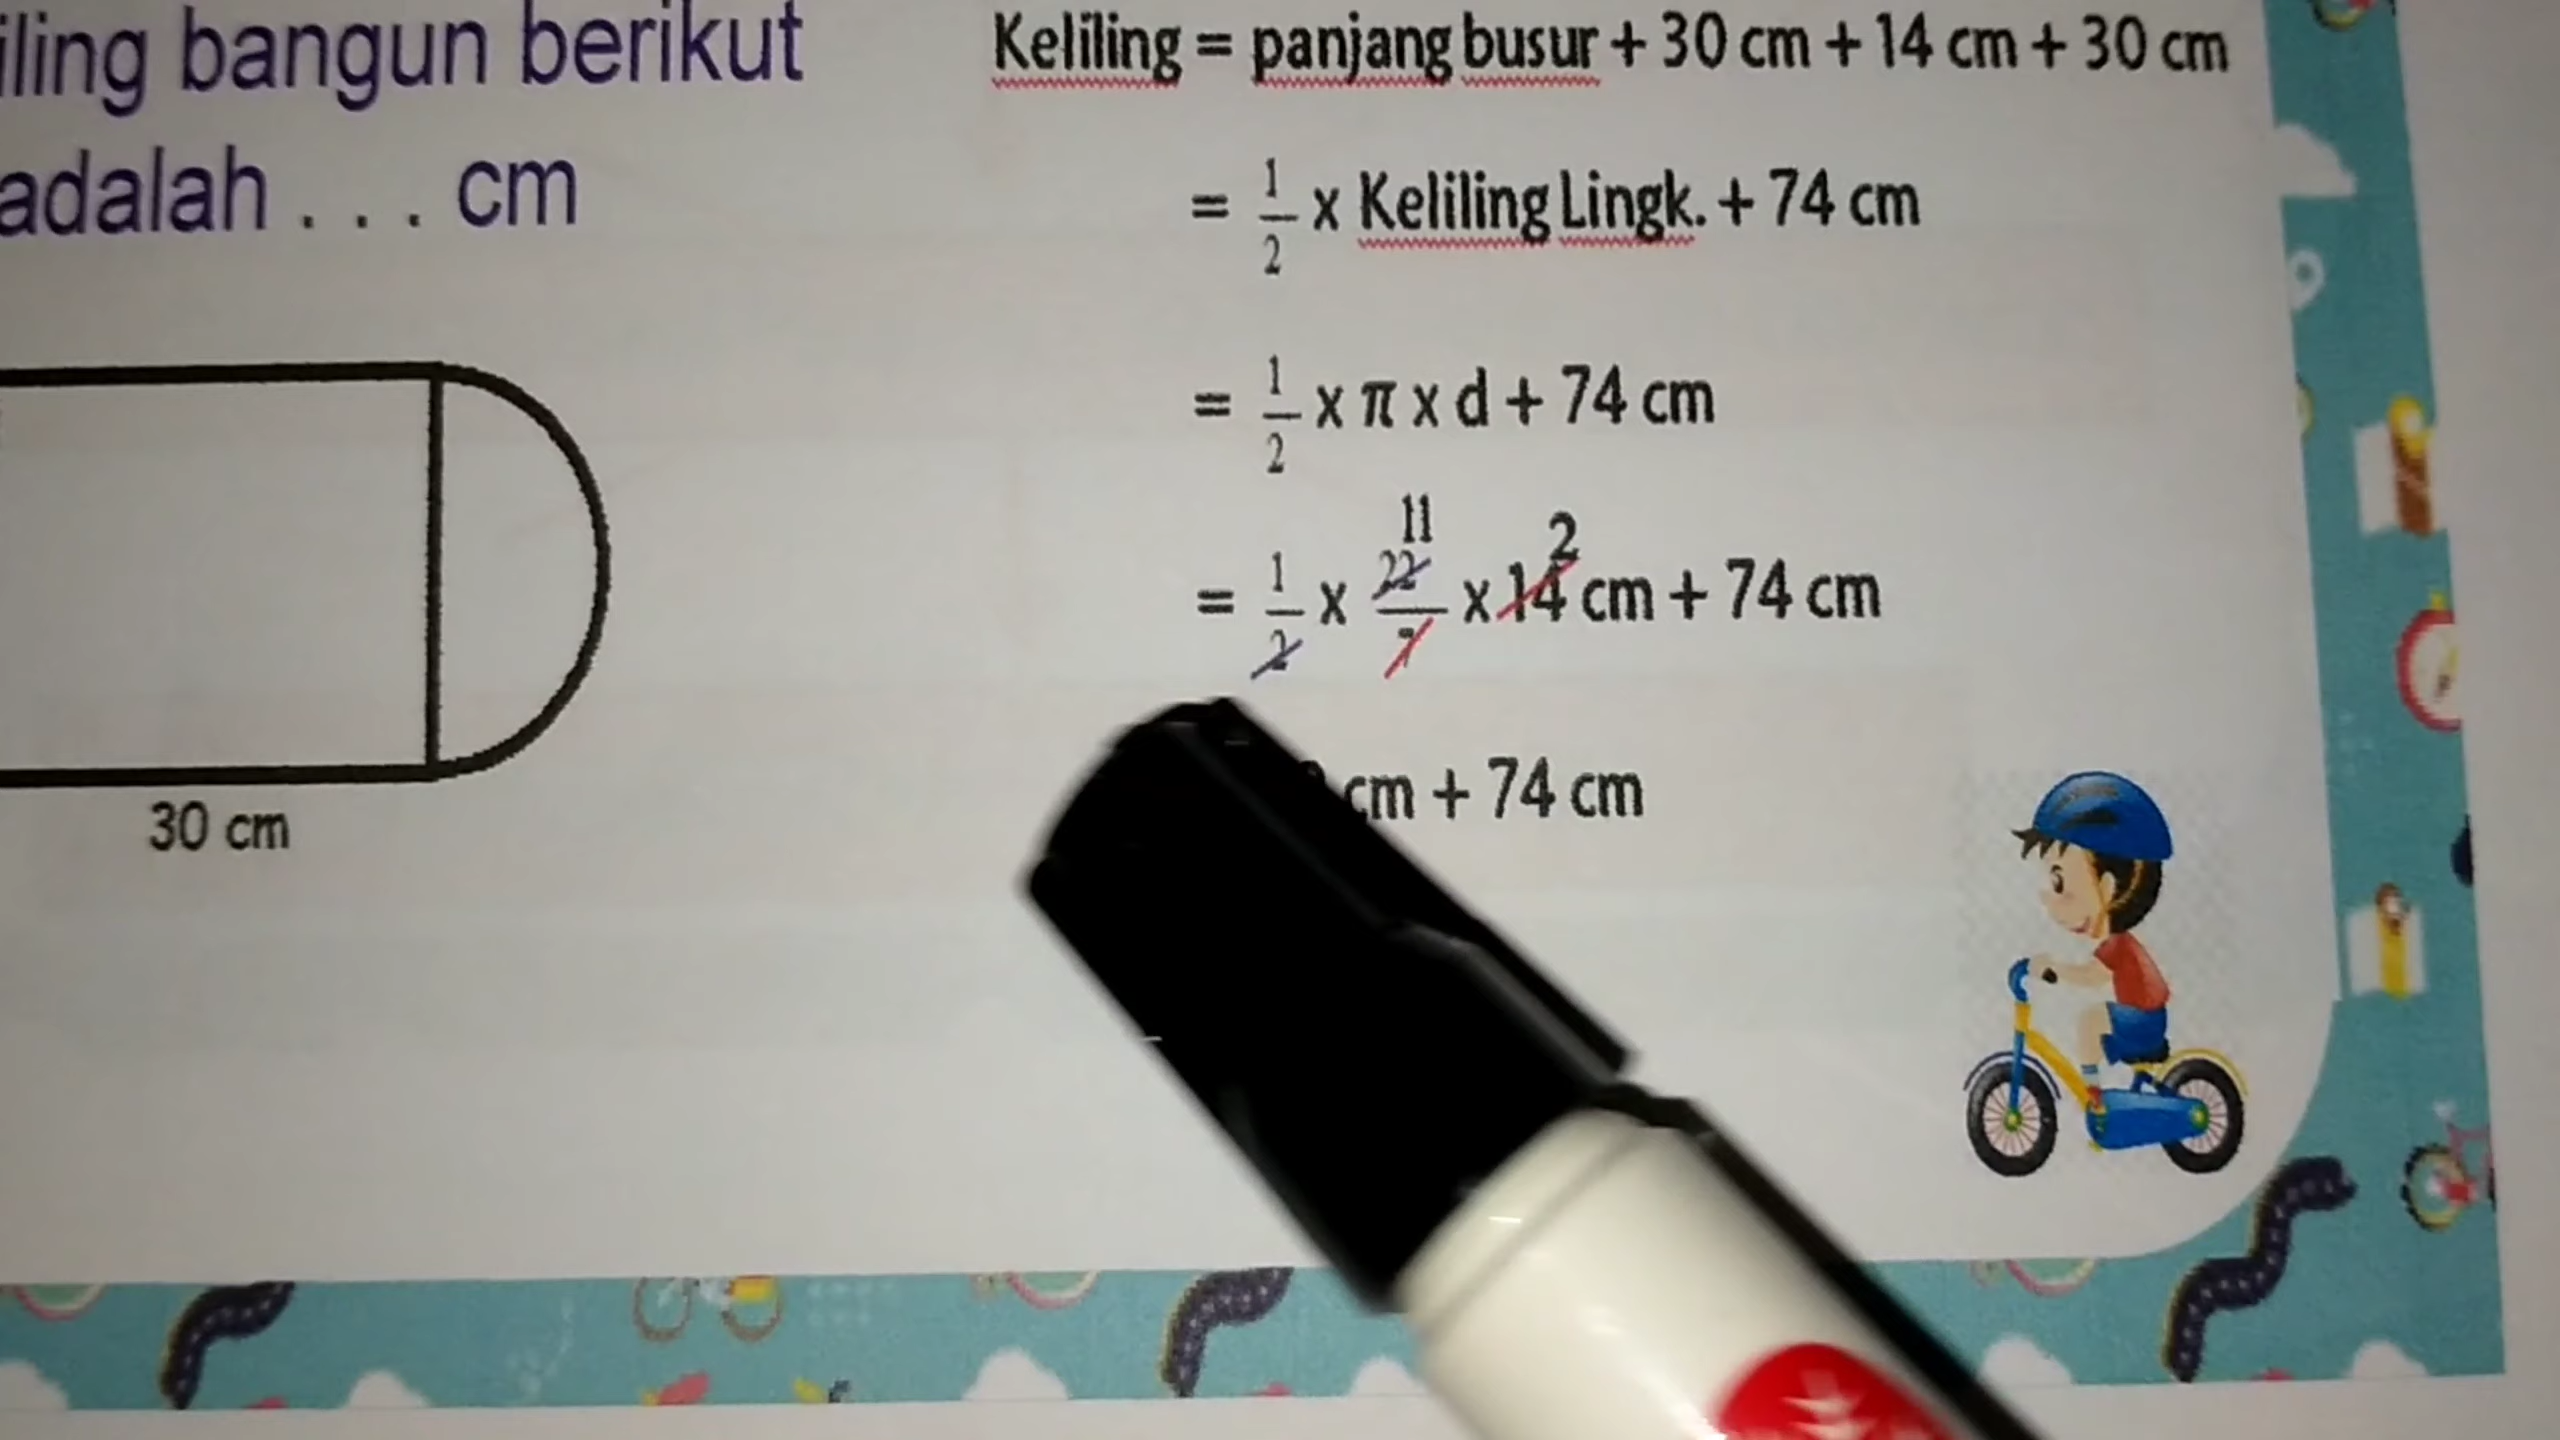 iling bangun berikut
adalah . . . cm
30 cm
Keliling = panjang busur + 30 cm + 14 cm + 30 cm
= 1/2 x Keliling Lingk. + 74 cm
= 1/2 x π x d + 74 cm
11 2
= 1/2 x 22/7 x 14 cm + 74 cm
cm + 74 cm